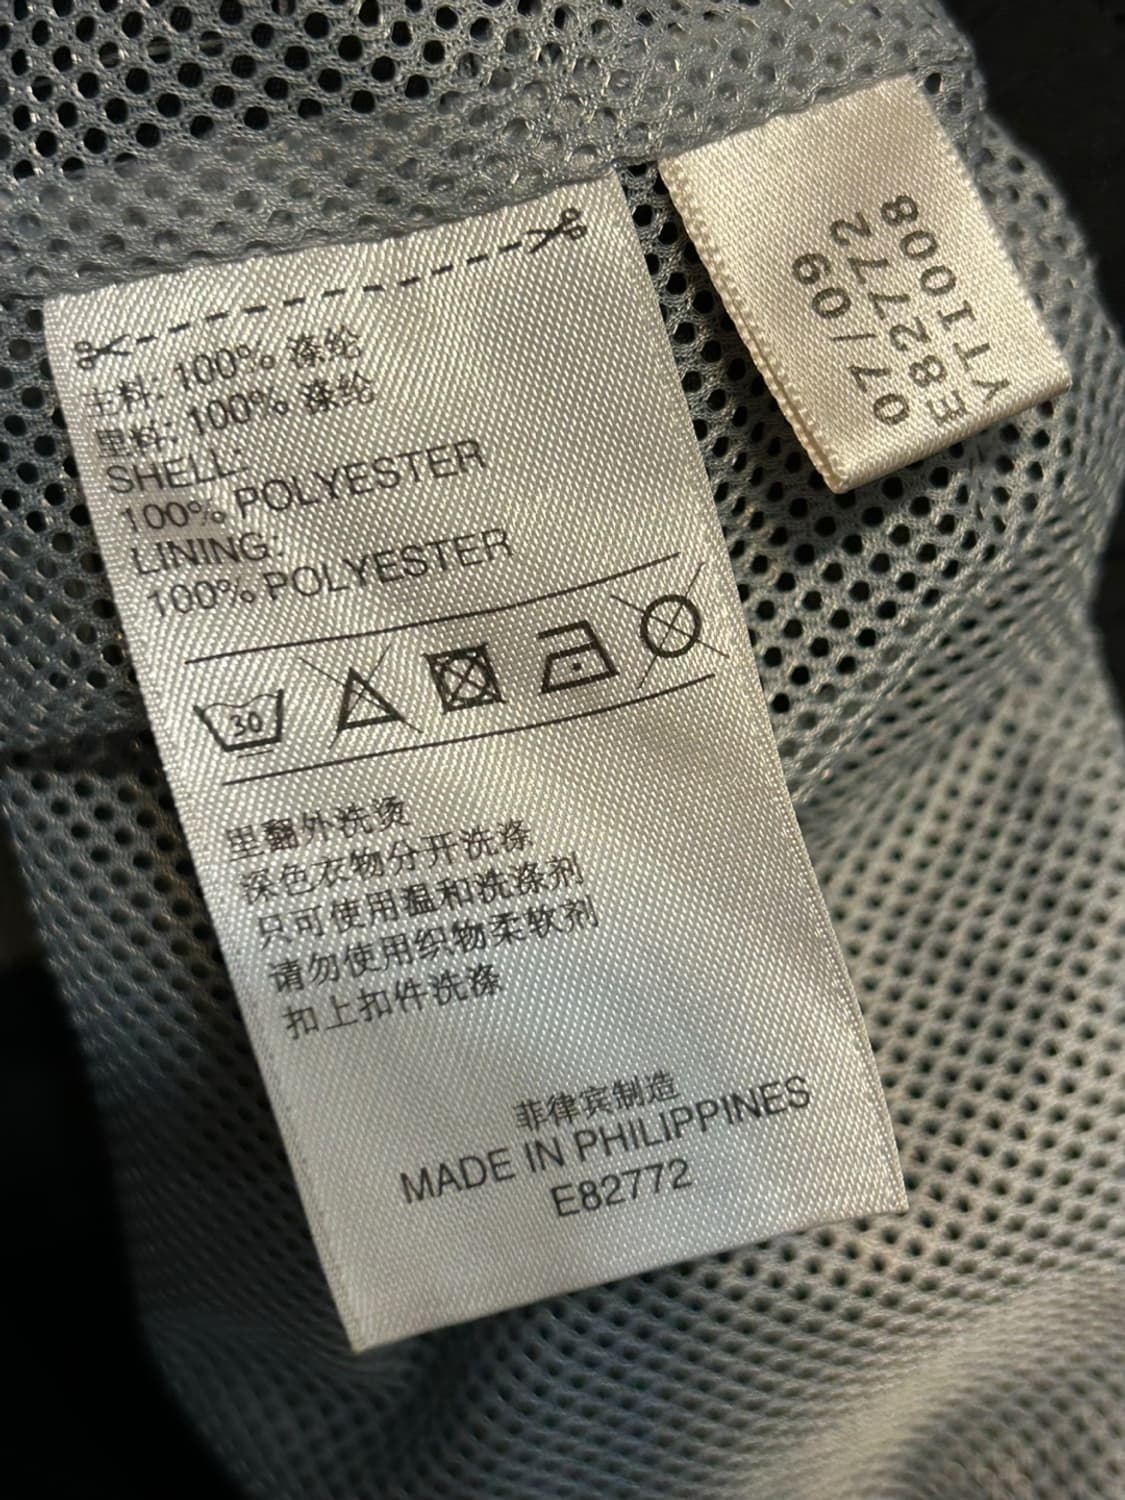 主料: 100% 涤纶
里料: 100% 涤纶
SHELL:
100% POLYESTER
LINING:
100% POLYESTER
30
里翻外洗烫
深色衣物分开洗涤
只可使用温和洗涤剂
请勿使用织物柔软剂
扣上扣件洗涤
菲律宾制造
MADE IN PHILIPPINES
E82772
07/09
E82772
YTI008